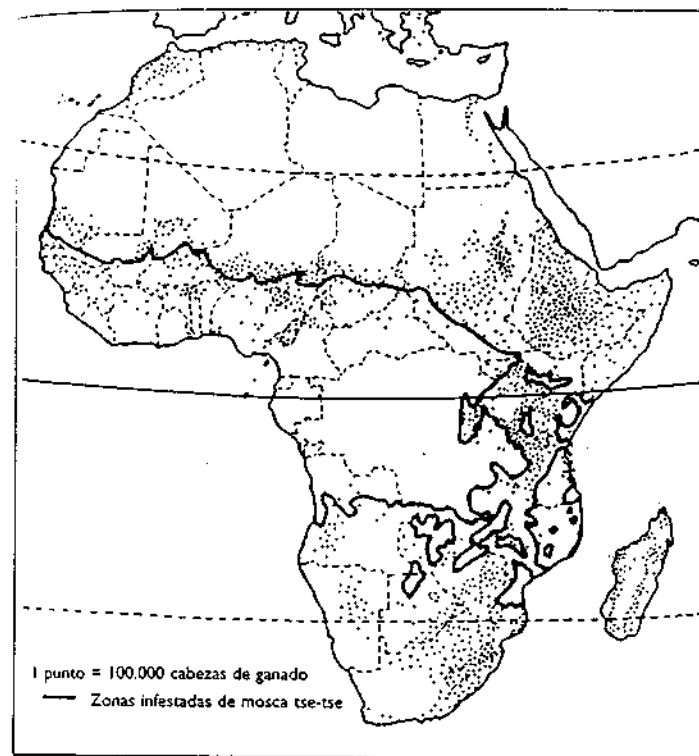 1 punto = 100.000 cabezas de ganado
Zonas infestadas de mosca tse-tse